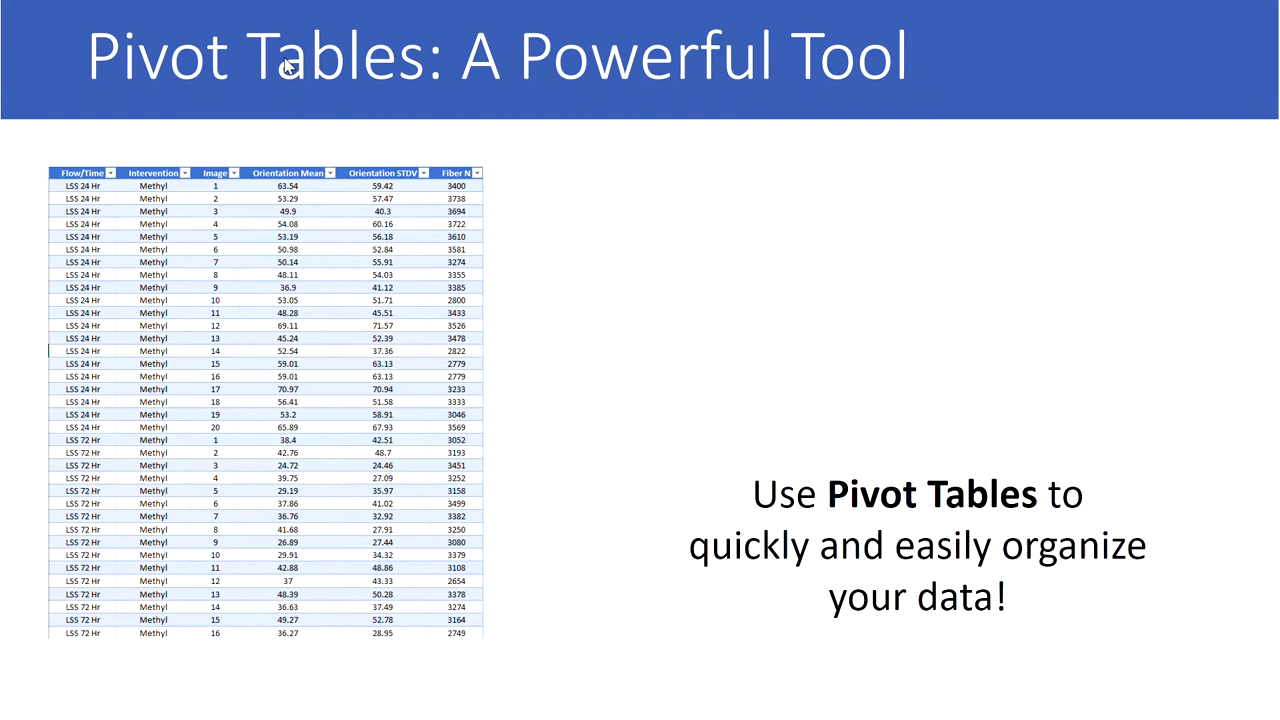 Pivot Tables: A Powerful Tool
Flow/Time Intervention Image Orientation Mean Orientation STDV Fiber N
LSS 24 Hr Methyl 1 63.54 59.42 3400
LSS 24 Hr Methyl 2 53.29 57.47 3738
LSS 24 Hr Methyl 3 49.9 40.3 3694
LSS 24 Hr Methyl 4 54.08 60.16 3722
LSS 24 Hr Methyl 5 53.19 56.18 3610
LSS 24 Hr Methyl 6 50.98 52.84 3581
LSS 24 Hr Methyl 7 50.14 55.91 3274
LSS 24 Hr Methyl 8 48.11 54.03 3355
LSS 24 Hr Methyl 9 36.9 41.12 3385
LSS 24 Hr Methyl 10 53.05 51.71 2800
LSS 24 Hr Methyl 11 48.28 45.51 3433
LSS 24 Hr Methyl 12 69.11 71.57 3526
LSS 24 Hr Methyl 13 45.24 52.39 3478
LSS 24 Hr Methyl 14 52.54 37.36 2822
LSS 24 Hr Methyl 15 59.01 63.13 2779
LSS 24 Hr Methyl 16 59.01 63.13 2779
LSS 24 Hr Methyl 17 70.97 70.94 3233
LSS 24 Hr Methyl 18 56.41 51.58 3333
LSS 24 Hr Methyl 19 53.2 58.91 3046
LSS 24 Hr Methyl 20 65.89 67.93 3569
LSS 72 Hr Methyl 1 38.4 42.51 3052
LSS 72 Hr Methyl 2 42.76 48.7 3193
LSS 72 Hr Methyl 3 24.72 24.46 3451
LSS 72 Hr Methyl 4 39.75 27.09 3252
LSS 72 Hr Methyl 5 29.19 35.97 3158
LSS 72 Hr Methyl 6 37.86 41.02 3499
LSS 72 Hr Methyl 7 36.76 32.92 3382
LSS 72 Hr Methyl 8 41.68 27.91 3250
LSS 72 Hr Methyl 9 26.89 27.44 3080
LSS 72 Hr Methyl 10 29.91 34.32 3379
LSS 72 Hr Methyl 11 42.88 48.86 3108
LSS 72 Hr Methyl 12 37 43.33 2654
LSS 72 Hr Methyl 13 48.39 50.28 3378
LSS 72 Hr Methyl 14 36.63 37.49 3274
LSS 72 Hr Methyl 15 49.27 52.78 3164
LSS 72 Hr Methyl 16 36.27 28.95 2749
Use Pivot Tables to
quickly and easily organize
your data!